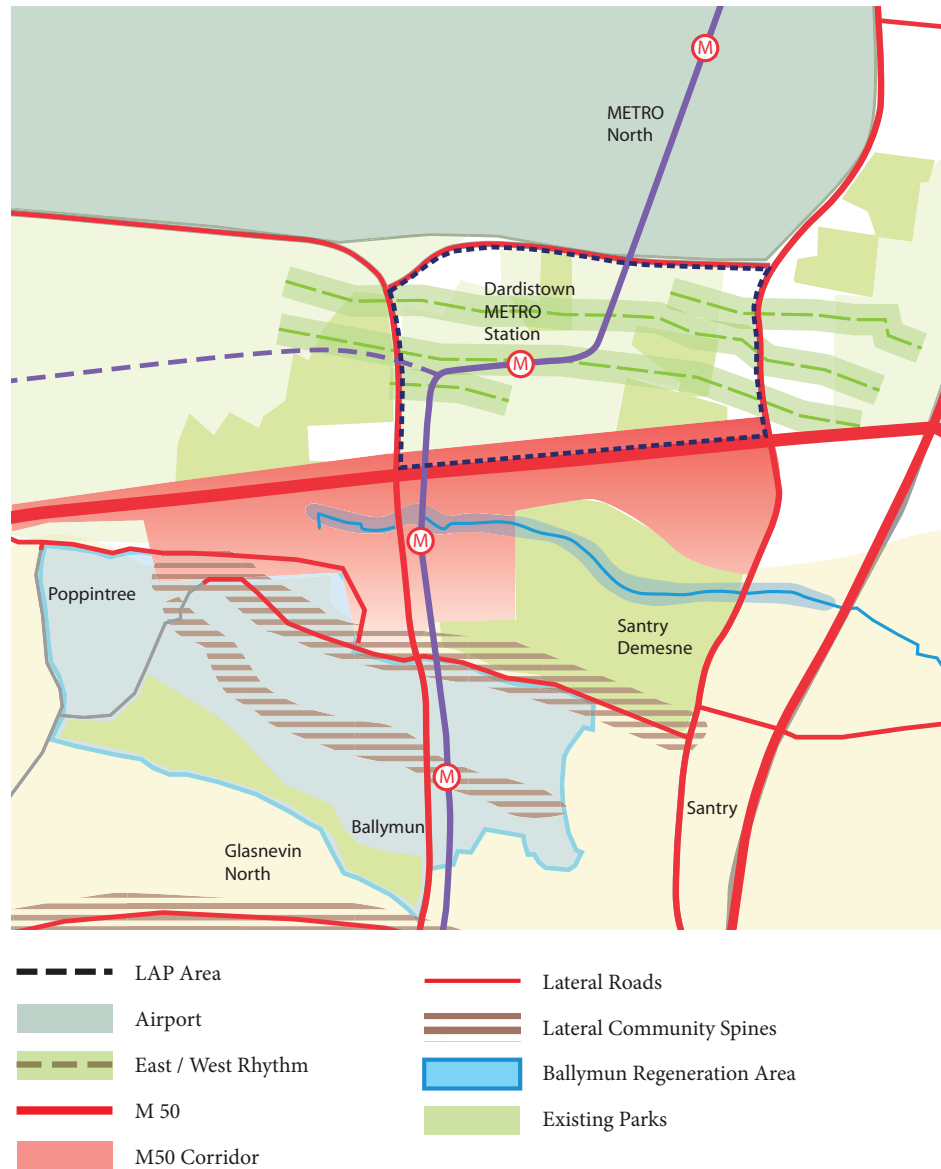 M
METRO
North
Dardistown
METRO
Station
M
M
Poppintree
Santry
Demesne
M
Santry
Ballymun
Glasnevin
North
LAP Area
Airport
East / West Rhythm
M 50
M50 Corridor
Lateral Roads
Lateral Community Spines
Ballymun Regeneration Area
Existing Parks